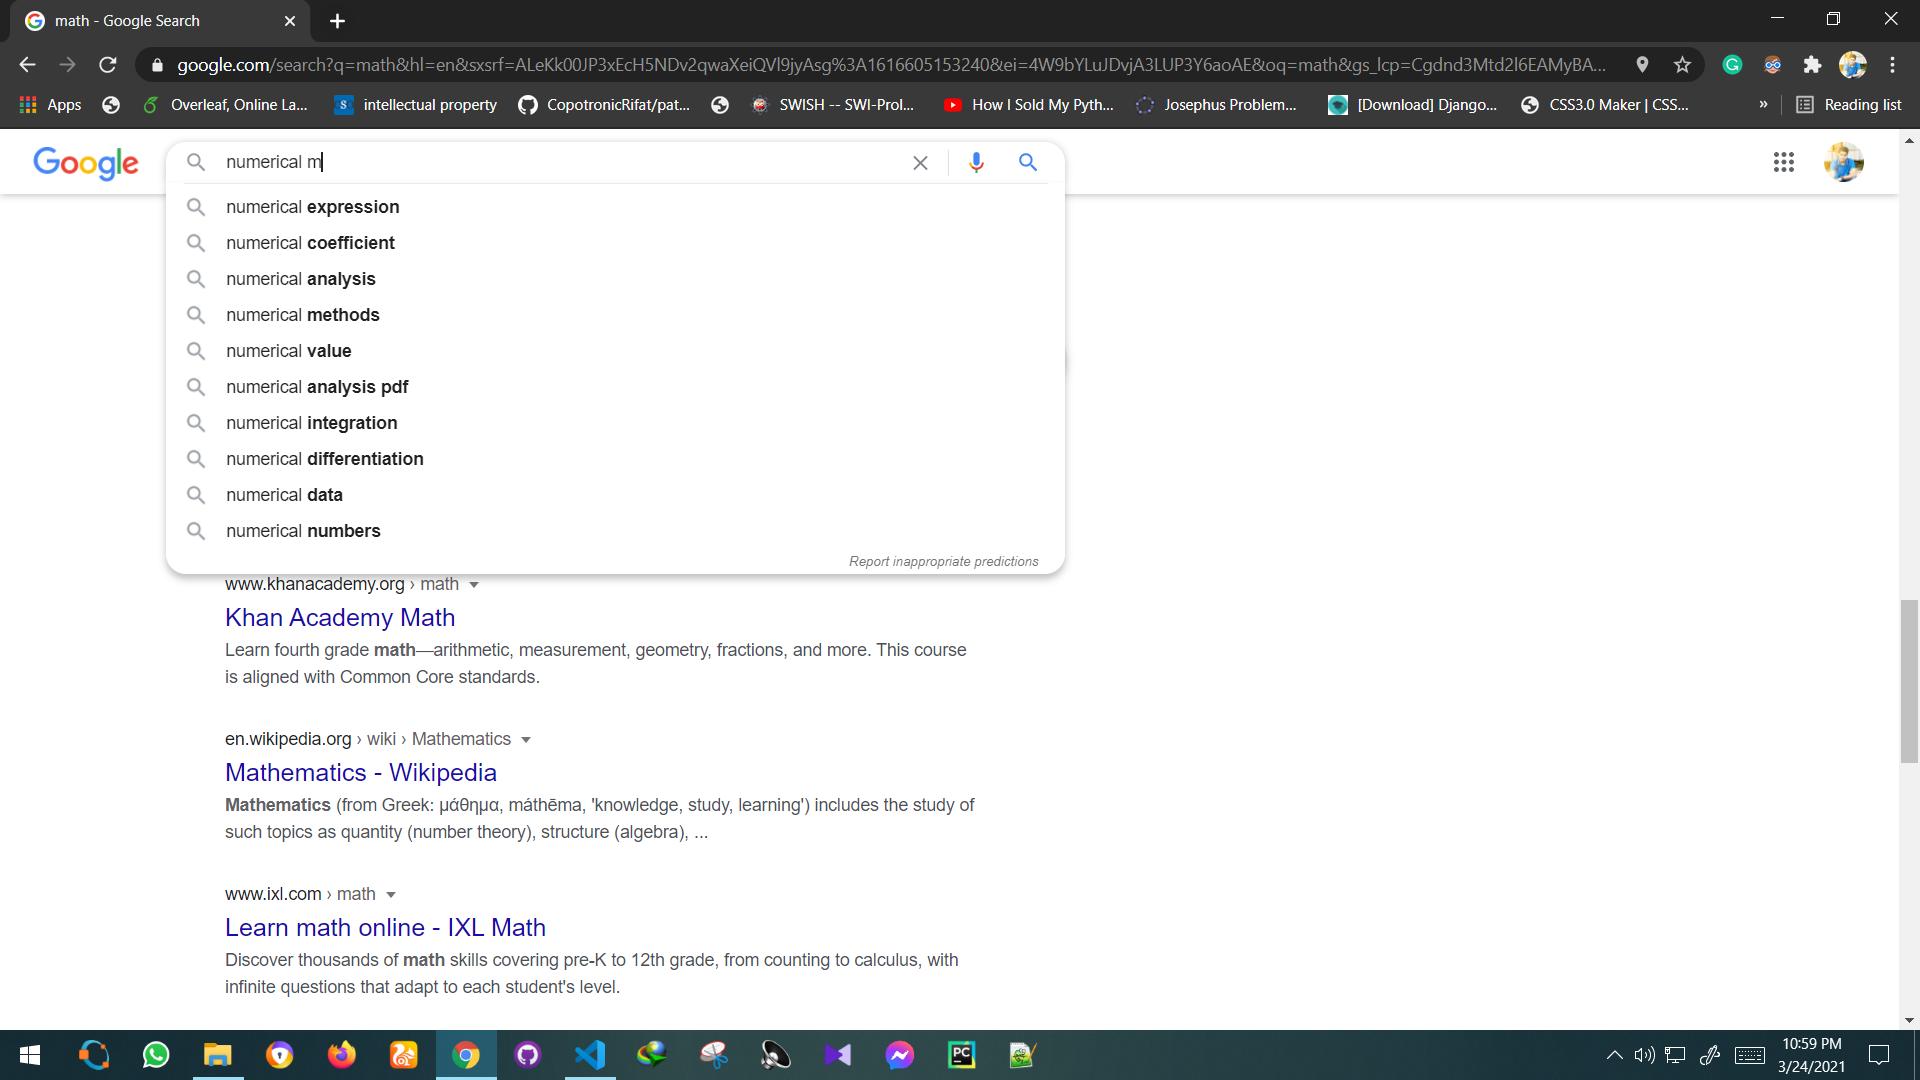 math - Google Search
google.com/search?q=math&hl=en&sxsrf=ALeKk00JP3xEcH5NDv2qwaXeiQVl9jyAsg%3A1616605153240&ei=4W9bYLuJDvjA3LUP3Y6aoAE&oq=math&gs_lcp=Cgdnd3Mtd2l6EAMyBA...
Apps Overleaf, Online La... intellectual property CopotronicRifat/pat... SWISH -- SWI-Prol... How I Sold My Pyth... Josephus Problem... [Download] Django... CSS3.0 Maker | CSS... » Reading list
Google numerical m
numerical expression
numerical coefficient
numerical analysis
numerical methods
numerical value
numerical analysis pdf
numerical integration
numerical differentiation
numerical data
numerical numbers
Report inappropriate predictions
www.khanacademy.org › math
Khan Academy Math
Learn fourth grade math—arithmetic, measurement, geometry, fractions, and more. This course
is aligned with Common Core standards.
en.wikipedia.org › wiki › Mathematics
Mathematics - Wikipedia
Mathematics (from Greek: μάθημα, máthēma, 'knowledge, study, learning') includes the study of
such topics as quantity (number theory), structure (algebra), ...
www.ixl.com › math
Learn math online - IXL Math
Discover thousands of math skills covering pre-K to 12th grade, from counting to calculus, with
infinite questions that adapt to each student's level.
PC
10:59 PM
3/24/2021